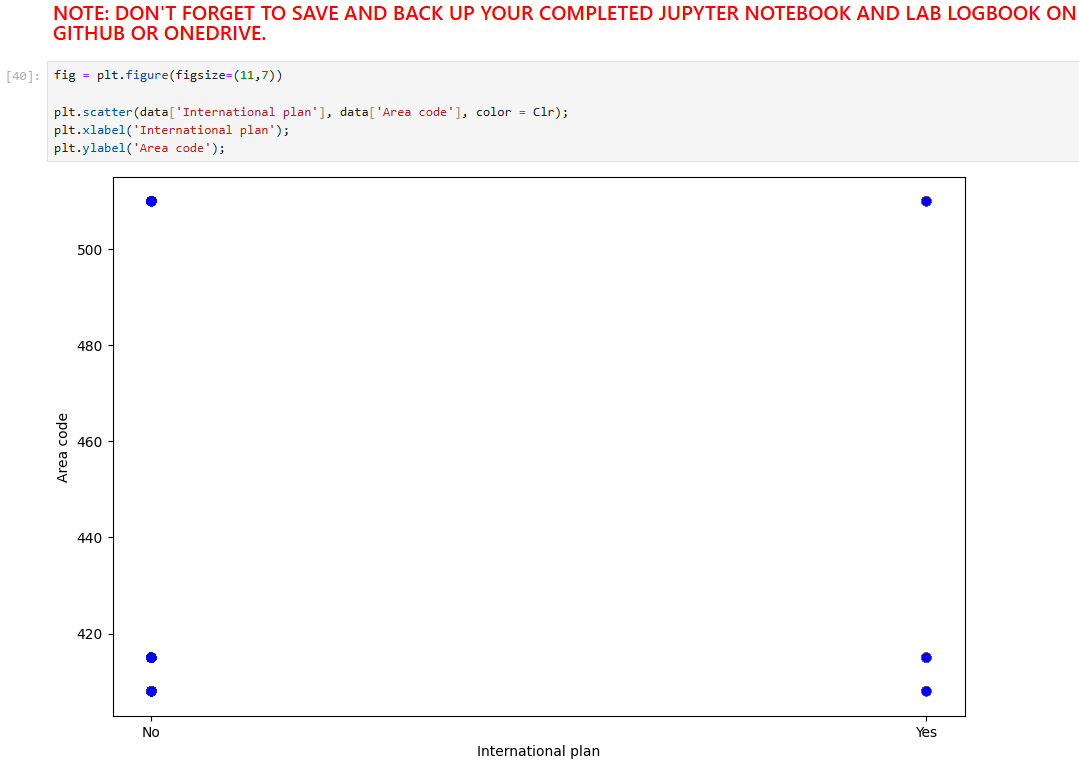 NOTE: DON'T FORGET TO SAVE AND BACK UP YOUR COMPLETED JUPYTER NOTEBOOK AND LAB LOGBOOK ON
GITHUB OR ONEDRIVE.
[40]: fig = plt.figure(figsize=(11,7))
plt.scatter(data['International plan'], data['Area code'], color = Clr);
plt.xlabel('International plan');
plt.ylabel('Area code');
500
480
460
440
420
Area code
No Yes
International plan